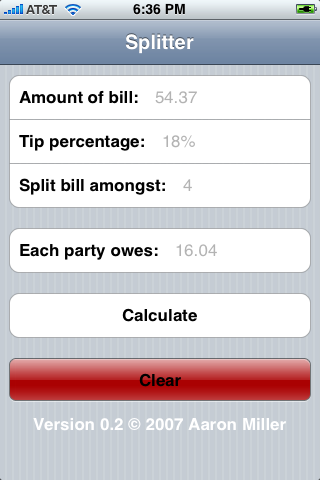 AT&T 6:36 PM
Splitter
Amount of bill: 54.37
Tip percentage: 18%
Split bill amongst: 4
Each party owes: 16.04
Calculate
Clear
Version 0.2 © 2007 Aaron Miller